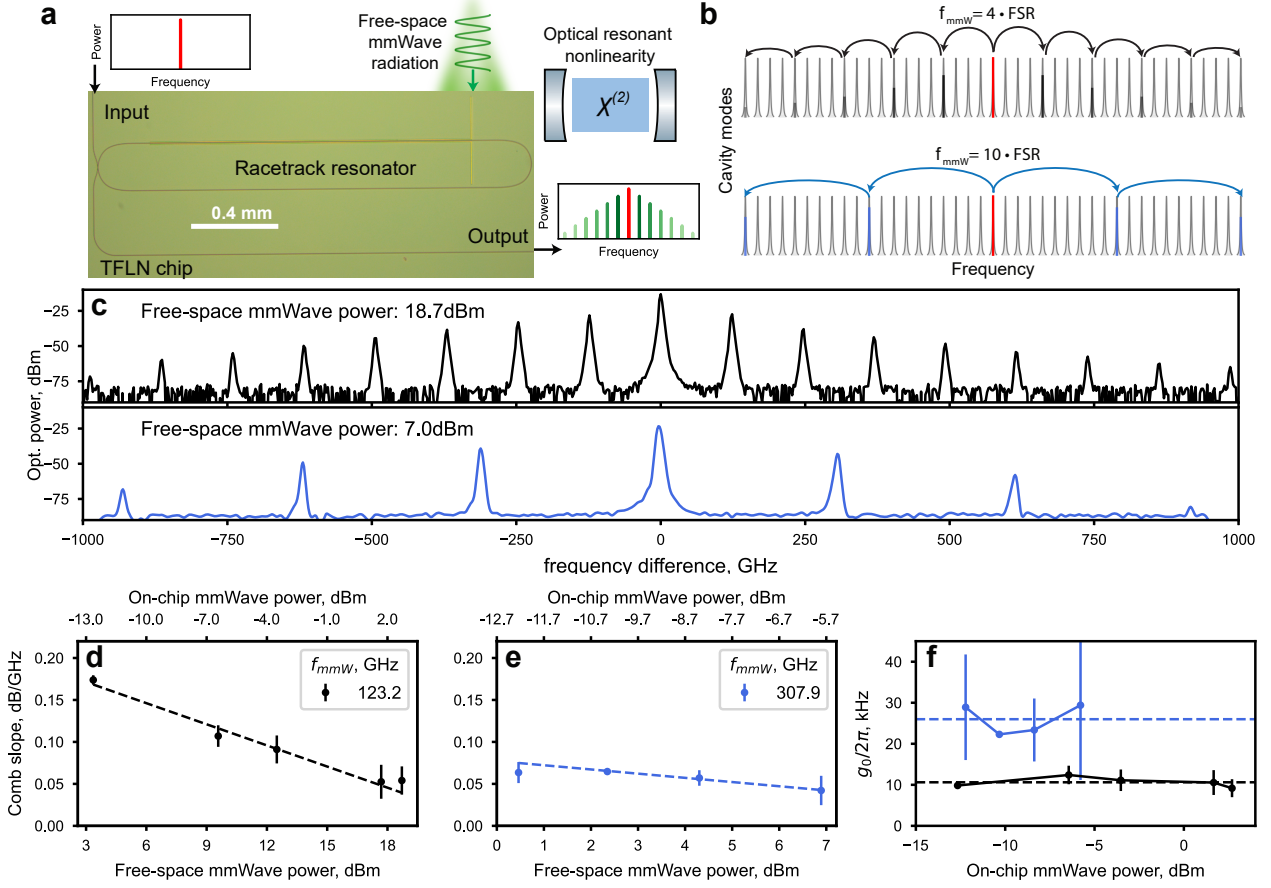 a
Power
Frequency
Free-space
mmWave
radiation
Optical resonant
nonlinearity
χ(2)
Input
Racetrack resonator
0.4 mm
Output
TFLN chip
Power
Frequency
b
f mmW = 4 • FSR
Cavity modes
f mmW = 10 • FSR
Frequency
c
Free-space mmWave power: 18.7dBm
−25
−50
−75
Free-space mmWave power: 7.0dBm
−25
−50
−75
Opt. power, dBm
−1000 −750 −500 −250 0 250 500 750 1000
frequency difference, GHz
On-chip mmWave power, dBm
−13.0 −10.0 −7.0 −4.0 −1.0 2.0
d
f mmW, GHz
123.2
Comb slope, dB/GHz
0.20
0.15
0.10
0.05
0.00
3 6 9 12 15 18
Free-space mmWave power, dBm
On-chip mmWave power, dBm
−12.7 −11.7 −10.7 −9.7 −8.7 −7.7 −6.7 −5.7
e
f mmW, GHz
307.9
0.20
0.15
0.10
0.05
0.00
0 1 2 3 4 5 6 7
Free-space mmWave power, dBm
f
g0/2π, kHz
40
30
20
10
0
−15 −10 −5 0
On-chip mmWave power, dBm